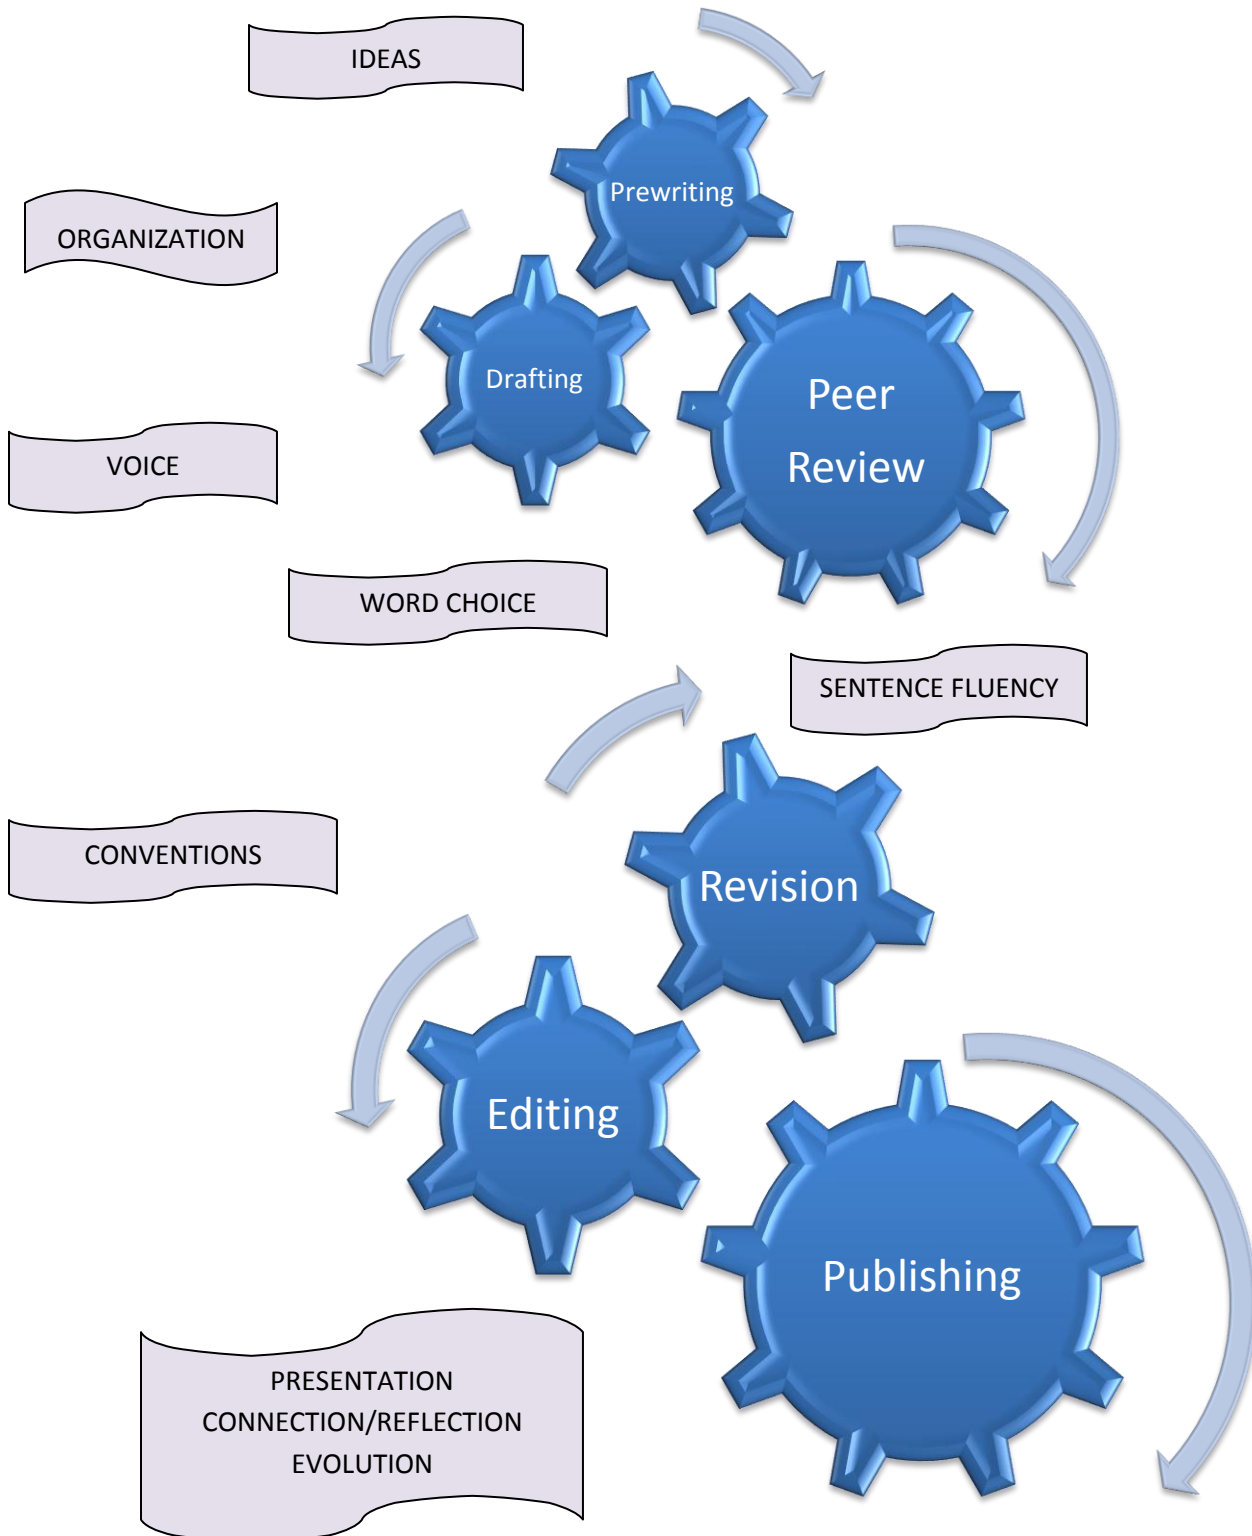 IDEAS
Prewriting
ORGANIZATION
Drafting
Peer
Review
VOICE
WORD CHOICE
SENTENCE FLUENCY
CONVENTIONS
Revision
Editing
Publishing
PRESENTATION
CONNECTION/REFLECTION
EVOLUTION